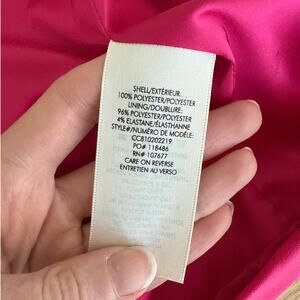 SHELL/EXTÉRIEUR:
100% POLYESTER/POLYESTER
LINING/DOUBLURE:
96% POLYESTER/POLYESTER
4% ELASTANE/ÉLASTHANNE
STYLE#/NUMÉRO DE MODÈLE:
CC810202219
PO# 118486
RN# 107677
CARE ON REVERSE
ENTRETIEN AU VERSO